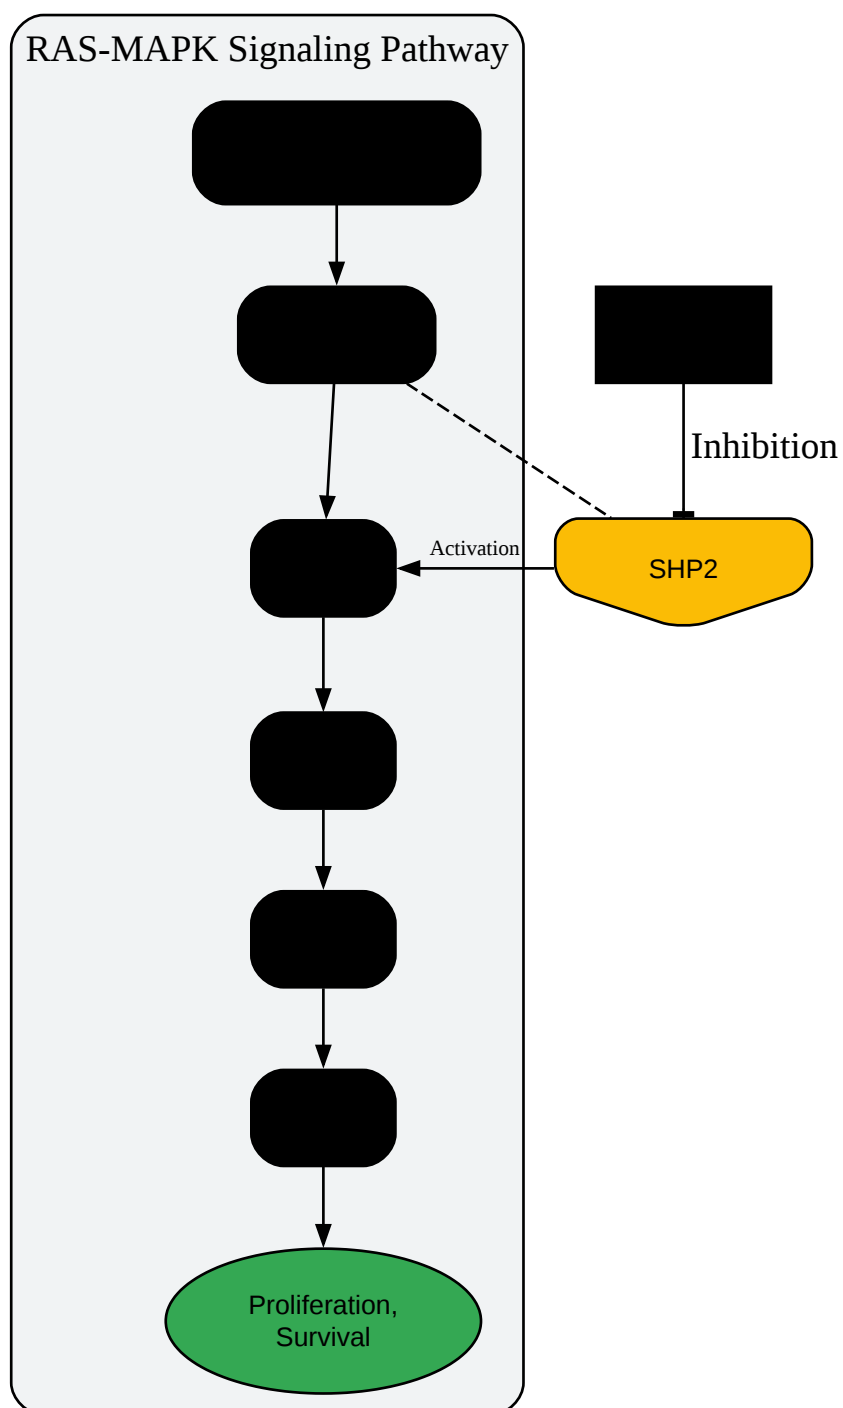 RAS-MAPK Signaling Pathway
Inhibition
Activation
SHP2
Proliferation,
Survival